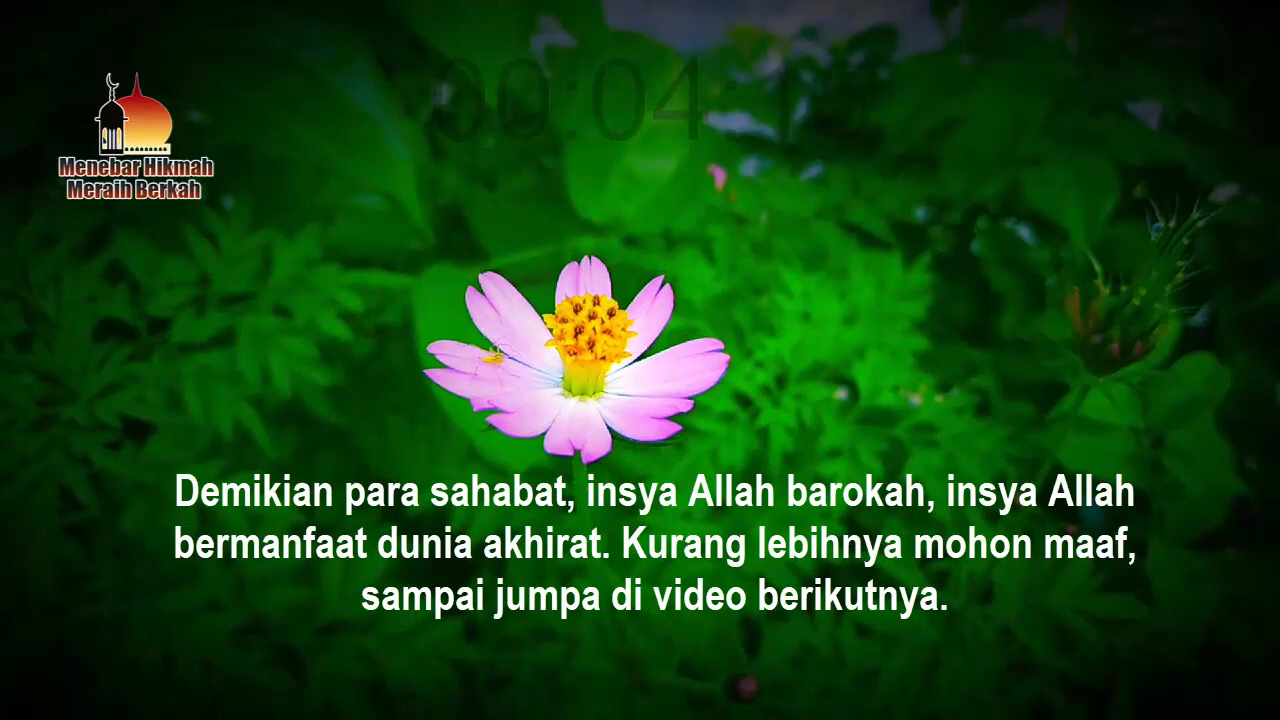 Menebar Hikmah
Meraih Berkah
Demikian para sahabat, insya Allah barokah, insya Allah
bermanfaat dunia akhirat. Kurang lebihnya mohon maaf,
sampai jumpa di video berikutnya.